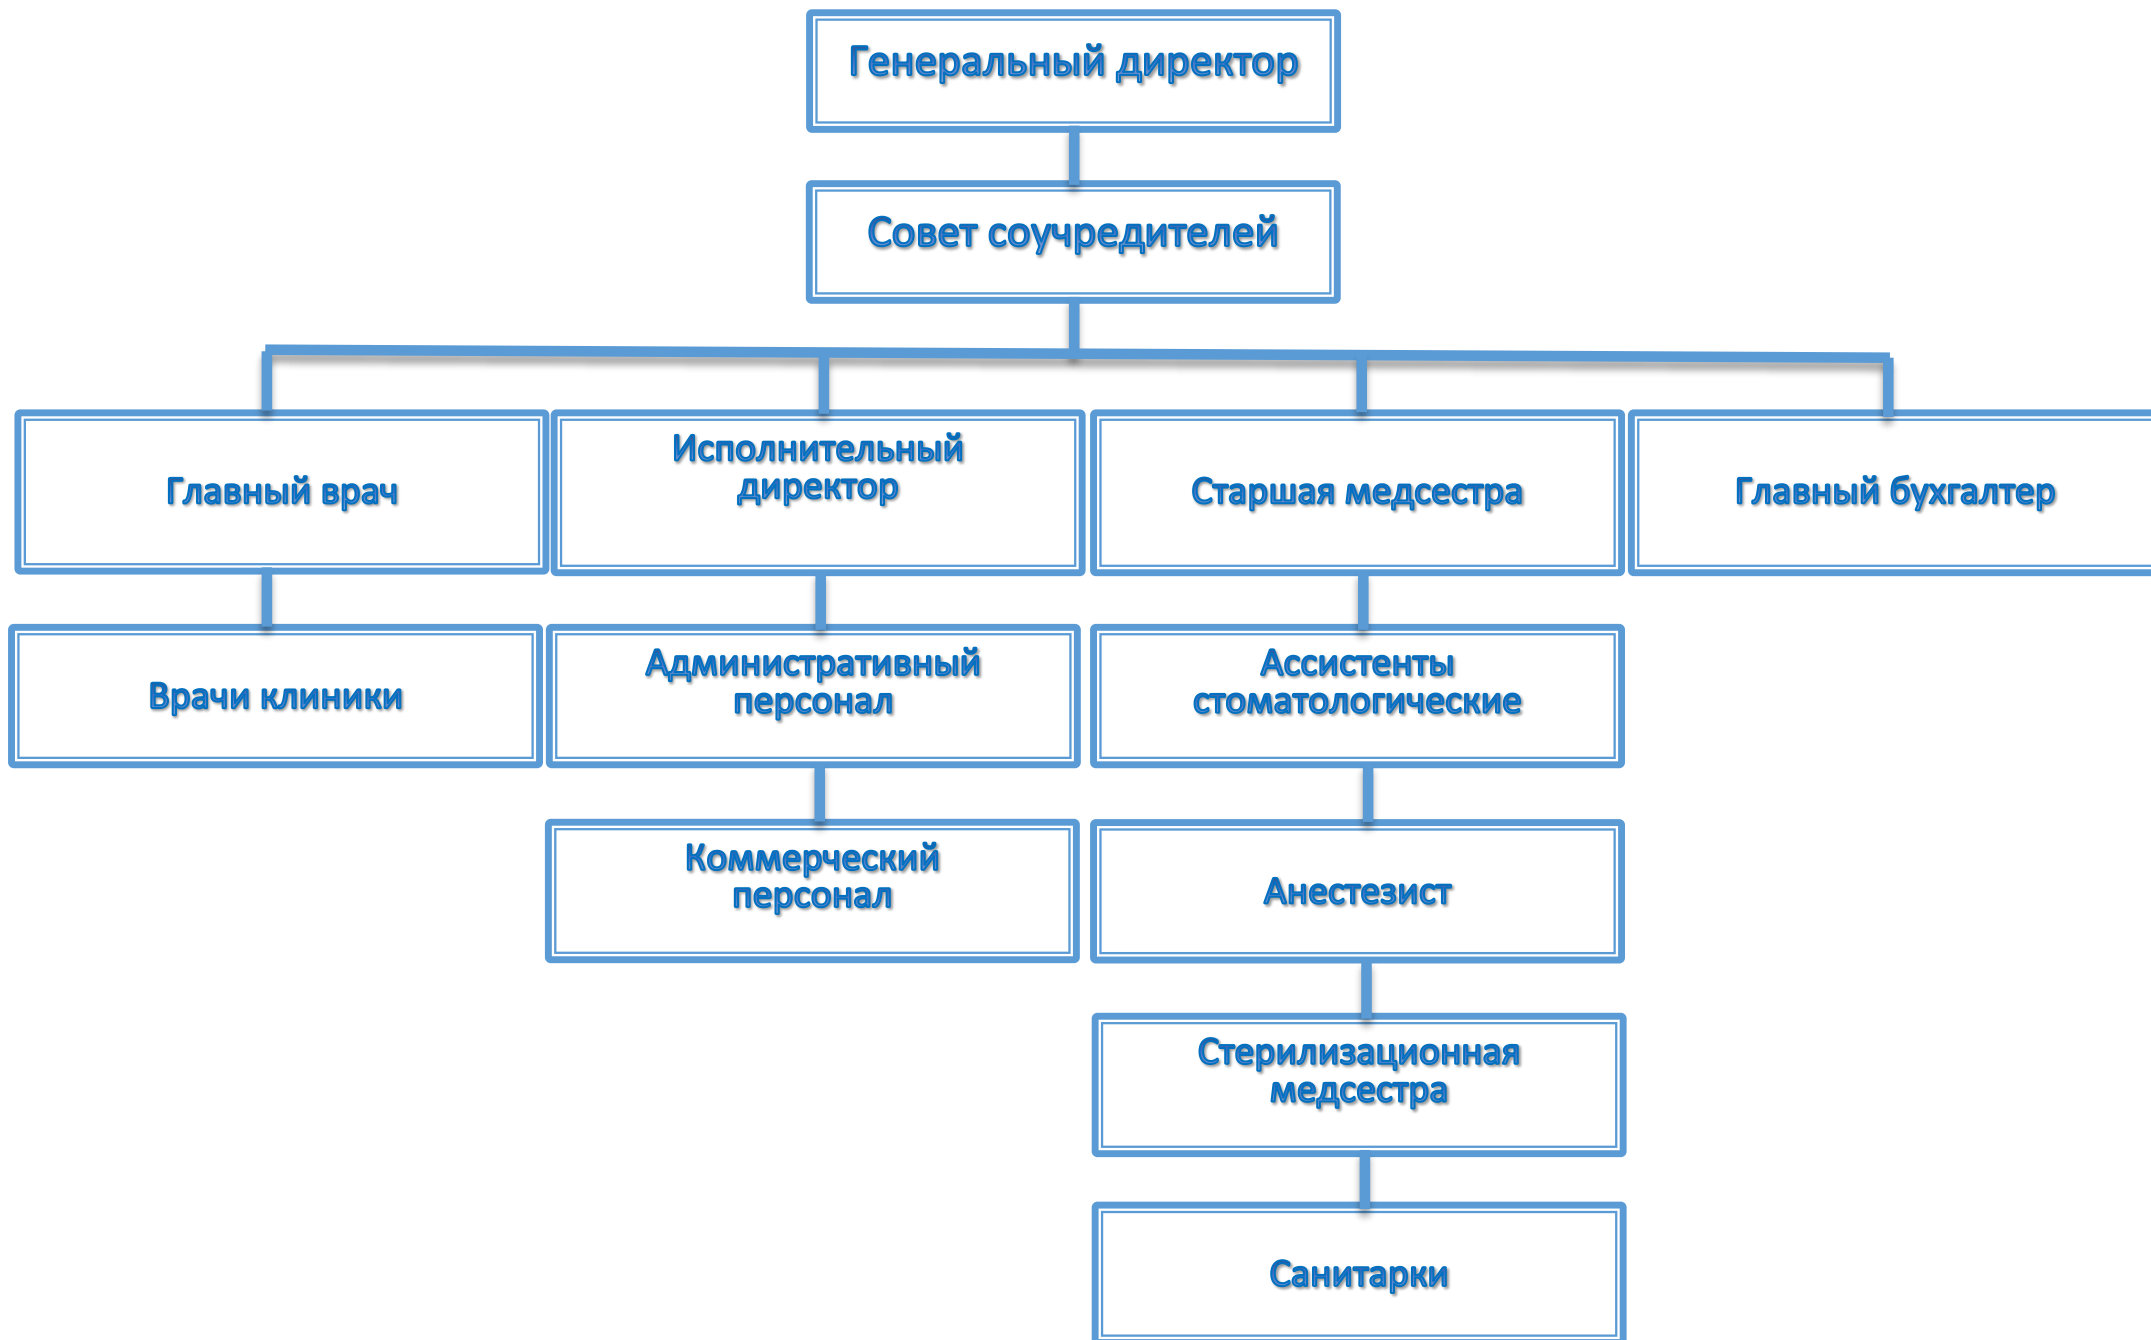 Генеральный директор
Совет соучредителей
Главный врач
Исполнительный
директор
Старшая медсестра
Главный бухгалтер
Врачи клиники
Административный
персонал
Ассистенты
стоматологические
Коммерческий
персонал
Анестезист
Стерилизационная
медсестра
Санитарки